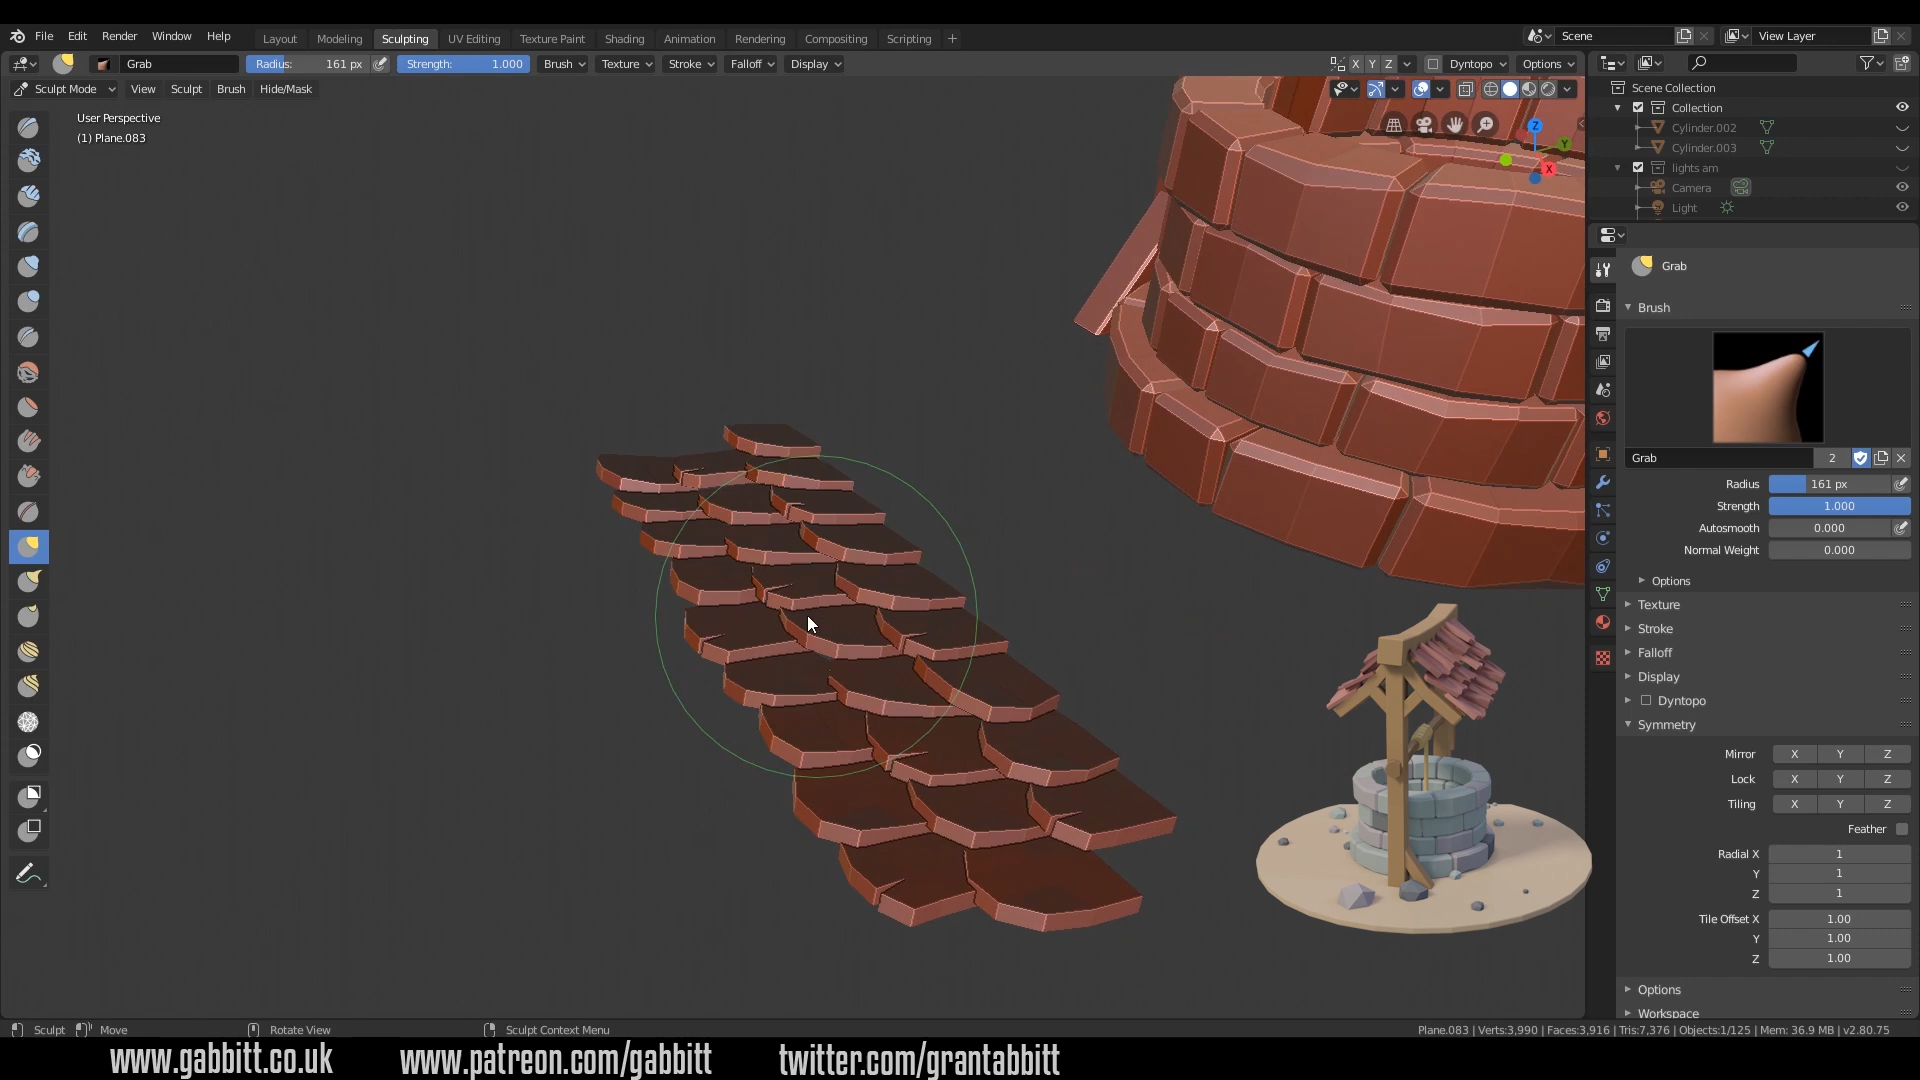 File Edit Render Window Help
Layout Modeling Sculpting UV Editing Texture Paint Shading Animation Rendering Compositing Scripting +
Scene
View Layer
Grab
Radius: 161 px
Strength: 1.000
Brush Texture Stroke Falloff Display
X Y Z
Dyntopo
Options
Sculpt Mode View Sculpt Brush Hide/Mask
User Perspective
(1) Plane.083
Z
Y
X
Scene Collection
Collection
Cylinder.002
Cylinder.003
lights am
Camera
Light
Grab
Brush
Grab 2
Radius 161 px
Strength 1.000
Autosmooth 0.000
Normal Weight 0.000
Options
Texture
Stroke
Falloff
Display
Dyntopo
Symmetry
Mirror X Y Z
Lock X Y Z
Tiling X Y Z
Feather
Radial X 1
Y 1
Z 1
Tile Offset X 1.00
Y 1.00
Z 1.00
Options
Workspace
Sculpt Move Rotate View Sculpt Context Menu
Plane.083 | Verts:3,990 | Faces:3,916 | Tris:7,376 | Objects:1/125 | Mem: 36.9 MB | v2.80.75
www.gabbitt.co.uk www.patreon.com/gabbitt twitter.com/grantabbitt